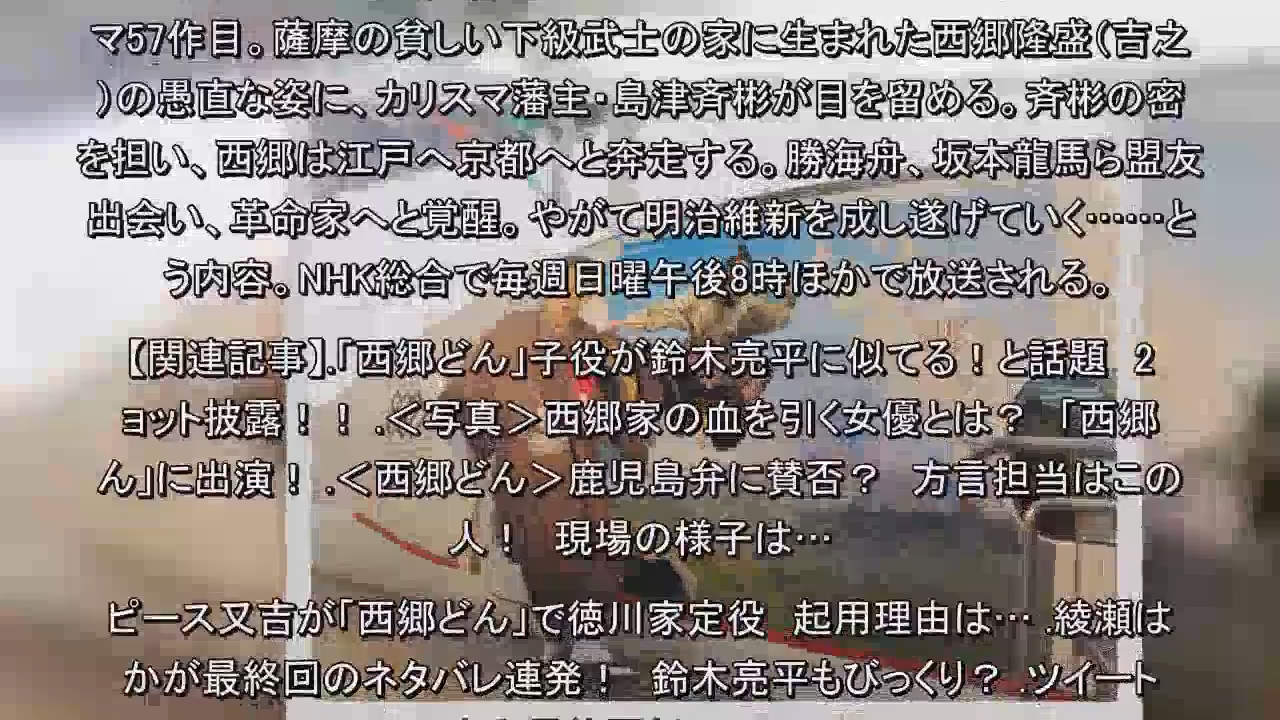 マ57作目。薩摩の貧しい下級武士の家に生まれた西郷隆盛（吉之
）の愚直な姿に、カリスマ藩主・島津斉彬が目を留める。斉彬の密
を担い、西郷は江戸へ京都へと奔走する。勝海舟、坂本龍馬ら盟友
出会い、革命家へと覚醒。やがて明治維新を成し遂げていく……と
う内容。NHK総合で毎週日曜午後8時ほかで放送される。
【関連記事】.「西郷どん」子役が鈴木亮平に似てる！と話題　2
ョット披露！！.＜写真＞西郷家の血を引く女優とは？　「西郷
ん」に出演！.＜西郷どん＞鹿児島弁に賛否？　方言担当はこの
人！　現場の様子は…
ピース又吉が「西郷どん」で徳川家定役　起用理由は….綾瀬は
かが最終回のネタバレ連発！　鈴木亮平もびっくり？.ツイート